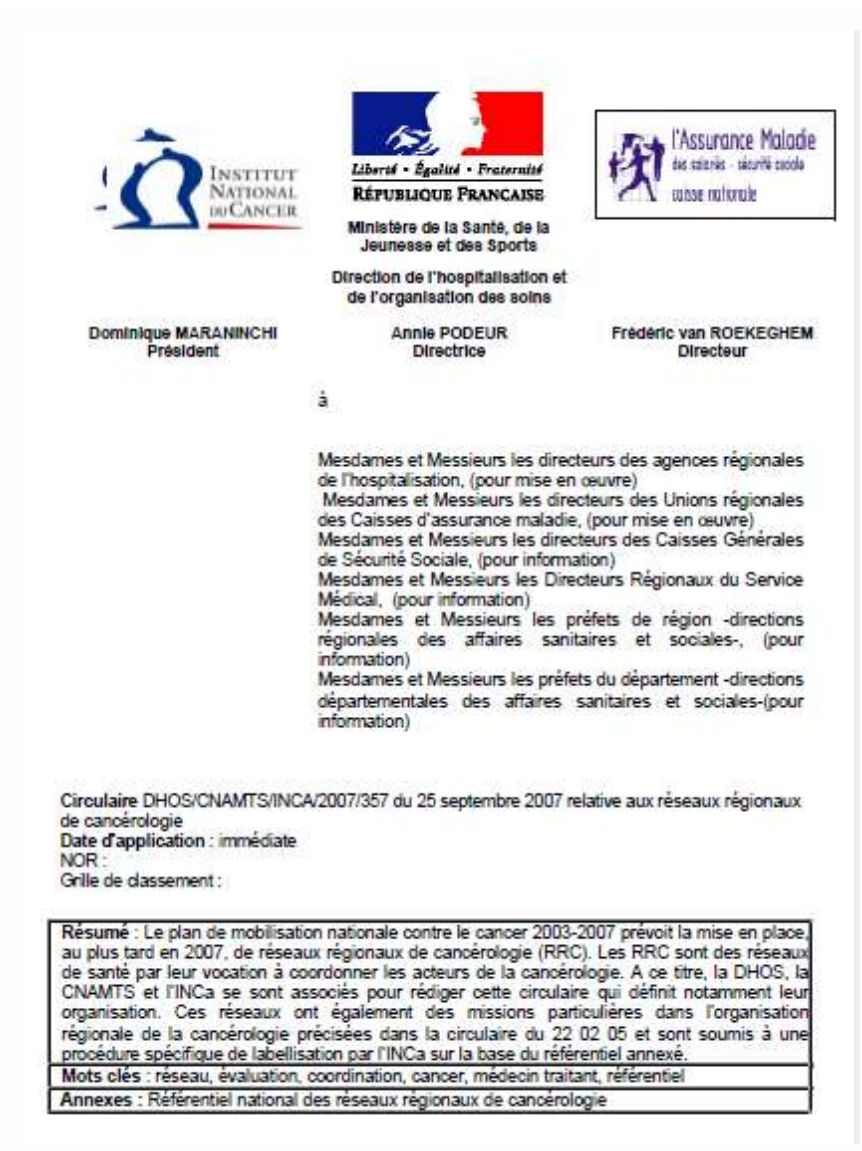 INSTITUT
NATIONAL
DU CANCER
Liberté • Égalité • Fraternité
RÉPUBLIQUE FRANCAISE
l'Assurance Maladie
des salariés - sécurité sociale
caisse nationale
Ministère de la Santé, de la
Jeunesse et des Sports
Direction de l'hospitalisation et
de l'organisation des soins
Dominique MARANINCHI
Président
Annie PODEUR
Directrice
Frédéric van ROEKEGHEM
Directeur
à
Mesdames et Messieurs les directeurs des agences régionales
de l'hospitalisation, (pour mise en œuvre)
Mesdames et Messieurs les directeurs des Unions régionales
des Caisses d'assurance maladie, (pour mise en œuvre)
Mesdames et Messieurs les directeurs des Caisses Générales
de Sécurité Sociale, (pour information)
Mesdames et Messieurs les Directeurs Régionaux du Service
Médical, (pour information)
Mesdames et Messieurs les préfets de région -directions
régionales des affaires sanitaires et sociales-, (pour
information)
Mesdames et Messieurs les préfets du département -directions
départementales des affaires sanitaires et sociales-(pour
information)
Circulaire DHOS/CNAMTS/INCA/2007/357 du 25 septembre 2007 relative aux réseaux régionaux
de cancérologie
Date d'application : immédiate
NOR :
Grille de classement :
Résumé : Le plan de mobilisation nationale contre le cancer 2003-2007 prévoit la mise en place,
au plus tard en 2007, de réseaux régionaux de cancérologie (RRC). Les RRC sont des réseaux
de santé par leur vocation à coordonner les acteurs de la cancérologie. A ce titre, la DHOS, la
CNAMTS et l'INCa se sont associés pour rédiger cette circulaire qui définit notamment leur
organisation. Ces réseaux ont également des missions particulières dans l'organisation
régionale de la cancérologie précisées dans la circulaire du 22 02 05 et sont soumis à une
procédure spécifique de labellisation par l'INCa sur la base du référentiel annexé.
Mots clés : réseau, évaluation, coordination, cancer, médecin traitant, référentiel
Annexes : Référentiel national des réseaux régionaux de cancérologie